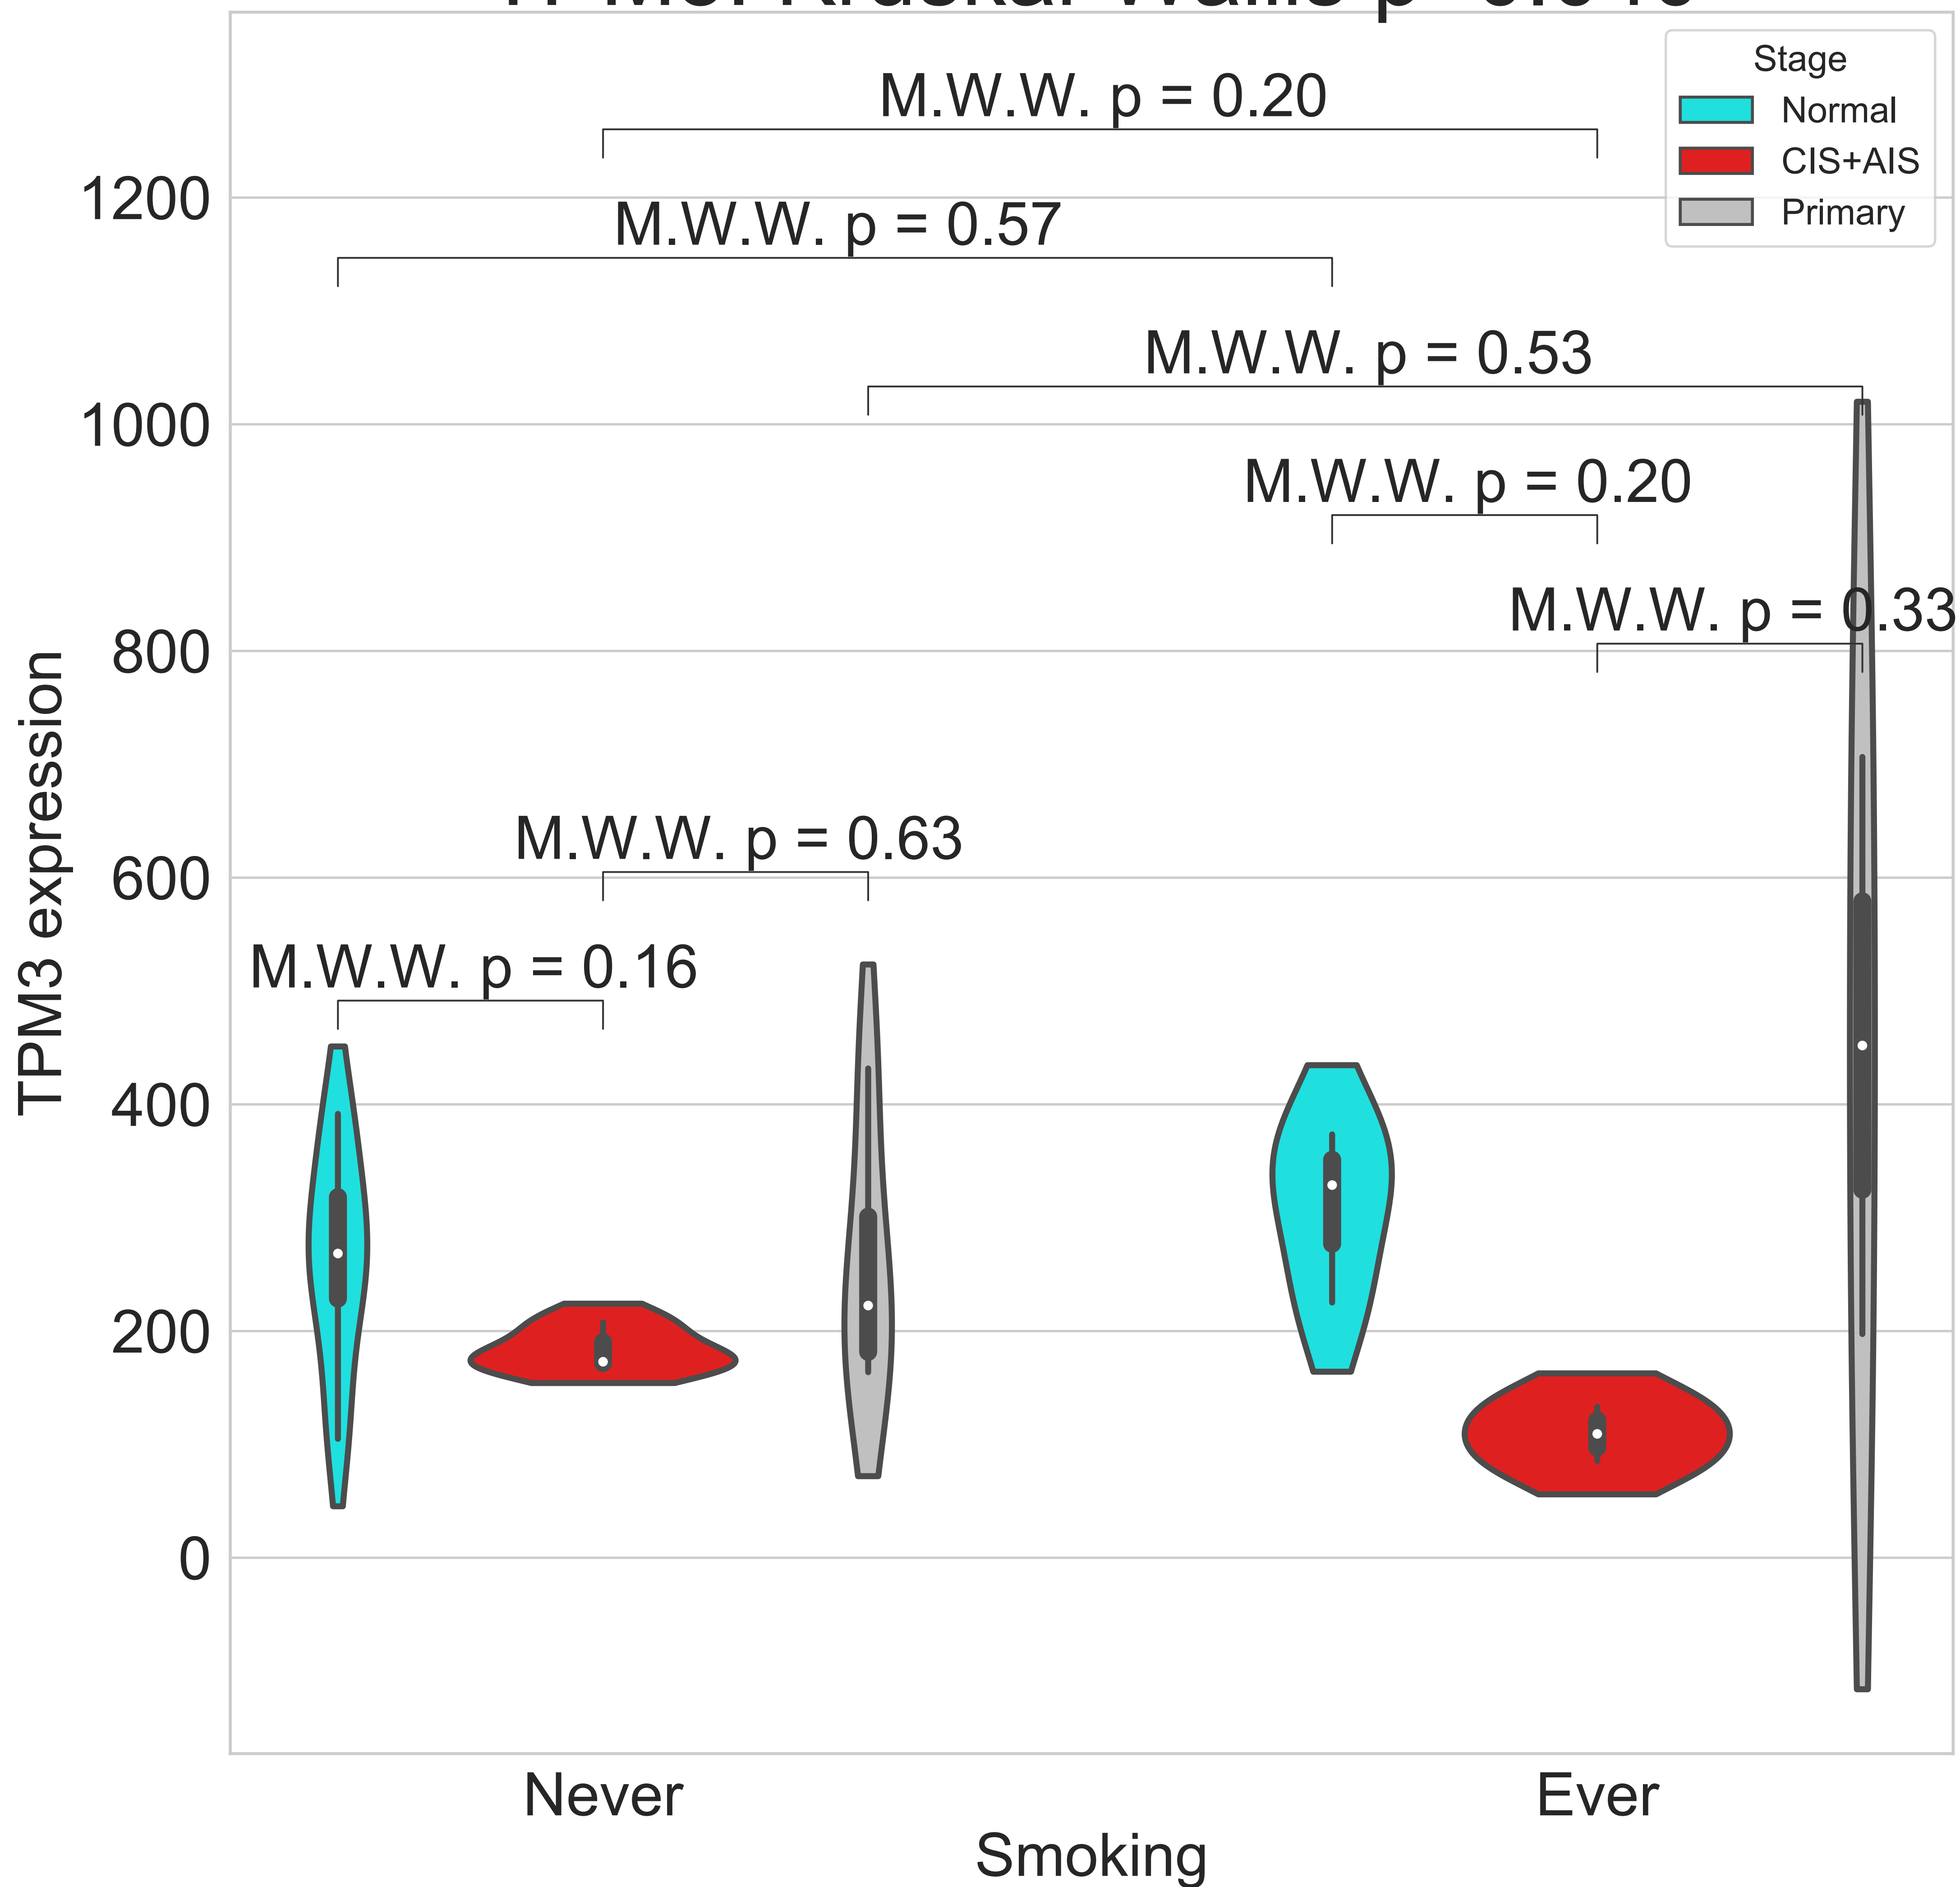 Stage
Normal
CIS+AIS
Primary
M.W.W. p = 0.20
M.W.W. p = 0.57
M.W.W. p = 0.53
M.W.W. p = 0.20
M.W.W. p = 0.33
M.W.W. p = 0.63
M.W.W. p = 0.16
1200
1000
800
600
400
200
0
TPM3 expression
Never
Ever
Smoking